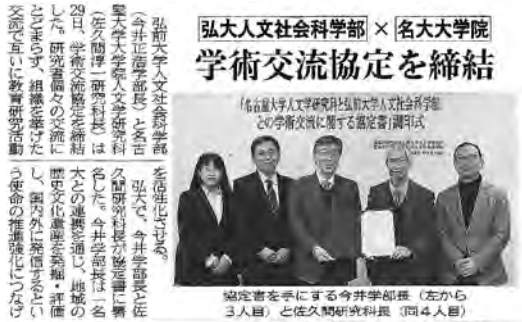 弘大人文社会科学部 × 名大大学院
学術交流協定を締結
弘前大学人文社会科学部
(今井正浩学部長)と名古
屋大大学院人文学研究科
(佐久間淳一研究科長)は
29日、学術交流協定を締結
した。研究者個々の交流に
とどまらず、組織を挙げた
交流で互いに教育研究活動
を活性化させる。
弘大で、今井学部長と佐
久間研究科長が協定書に署
名した。今井学部長は「名
大との連携を通じ、地域の
歴史文化遺産を発掘・評価
し、国内外に発信するとい
う使命の推進強化につなげ
「名古屋大学人文学研究科と弘前大学人文社会科学部
との学術交流に関する協定書」調印式
協定書を手にする今井学部長(左から
3人目)と佐久間研究科長(同4人目)